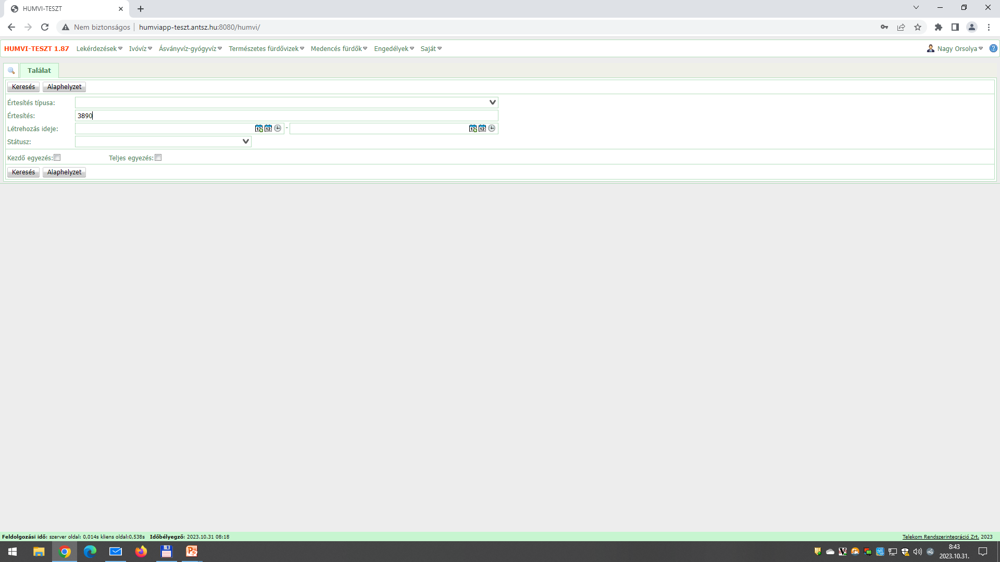 HUMVI-TESZT
Nem biztonságos humviapp-teszt.antsz.hu:8080/humvi/
HUMVI-TESZT 1.87 Lekérdezések Ivóvíz Ásványvíz-gyógyvíz Természetes fürdővizek Medencés fürdők Engedélyek Saját Nagy Orsolya
Találat
Keresés Alaphelyzet
Értesítés típusa:
Értesítés: 3890
Létrehozás ideje: -
Státusz:
Kezdő egyezés: Teljes egyezés:
Keresés Alaphelyzet
Feldolgozási idő: szerver oldal: 0,014s kliens oldal:0,538s Időbélyegző: 2023.10.31 08:18 Telekom Rendszerintegráció Zrt. 2023
8:43
2023.10.31.